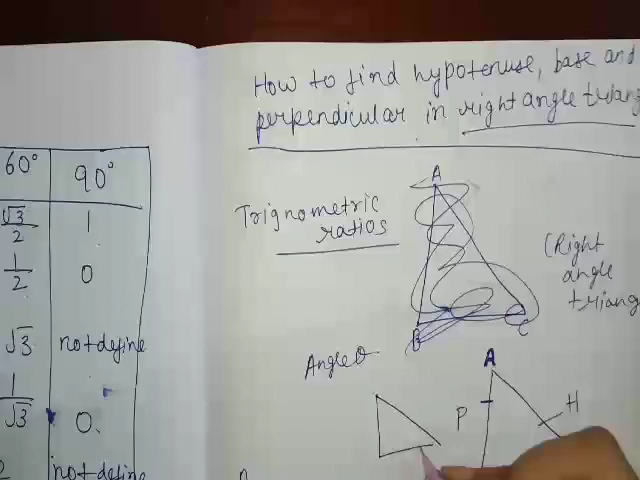 How to find hypotenuse, base and
perpendicular in right angle triang
60° 90°
√3/2 1
1/2 0
√3 not define
1/√3 0.
2 not define
Trignometric
ratios
A
B
C
(Right
angle
triang
Angle θ
A
P
H